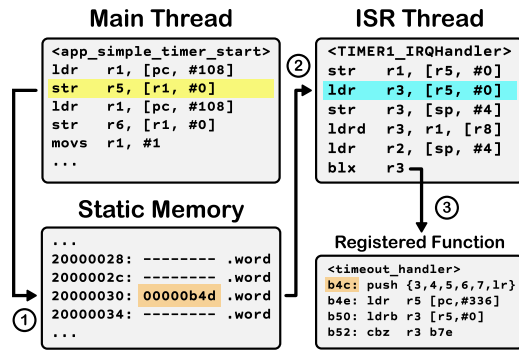 Main Thread
<app_simple_timer_start>
ldr r1, [pc, #108]
str r5, [r1, #0]
ldr r1, [pc, #108]
str r6, [r1, #0]
movs r1, #1
...
Static Memory
...
20000028: -------- .word
2000002c: -------- .word
20000030: 00000b4d .word
20000034: -------- .word
...
1
2
ISR Thread
<TIMER1_IRQHandler>
str r1, [r5, #0]
ldr r3, [r5, #0]
str r3, [sp, #4]
ldrd r3, r1, [r8]
ldr r2, [sp, #4]
blx r3
3
Registered Function
<timeout_handler>
b4c: push {3,4,5,6,7,lr}
b4e: ldr r5 [pc,#336]
b50: ldrb r3 [r5,#0]
b52: cbz r3 b7e